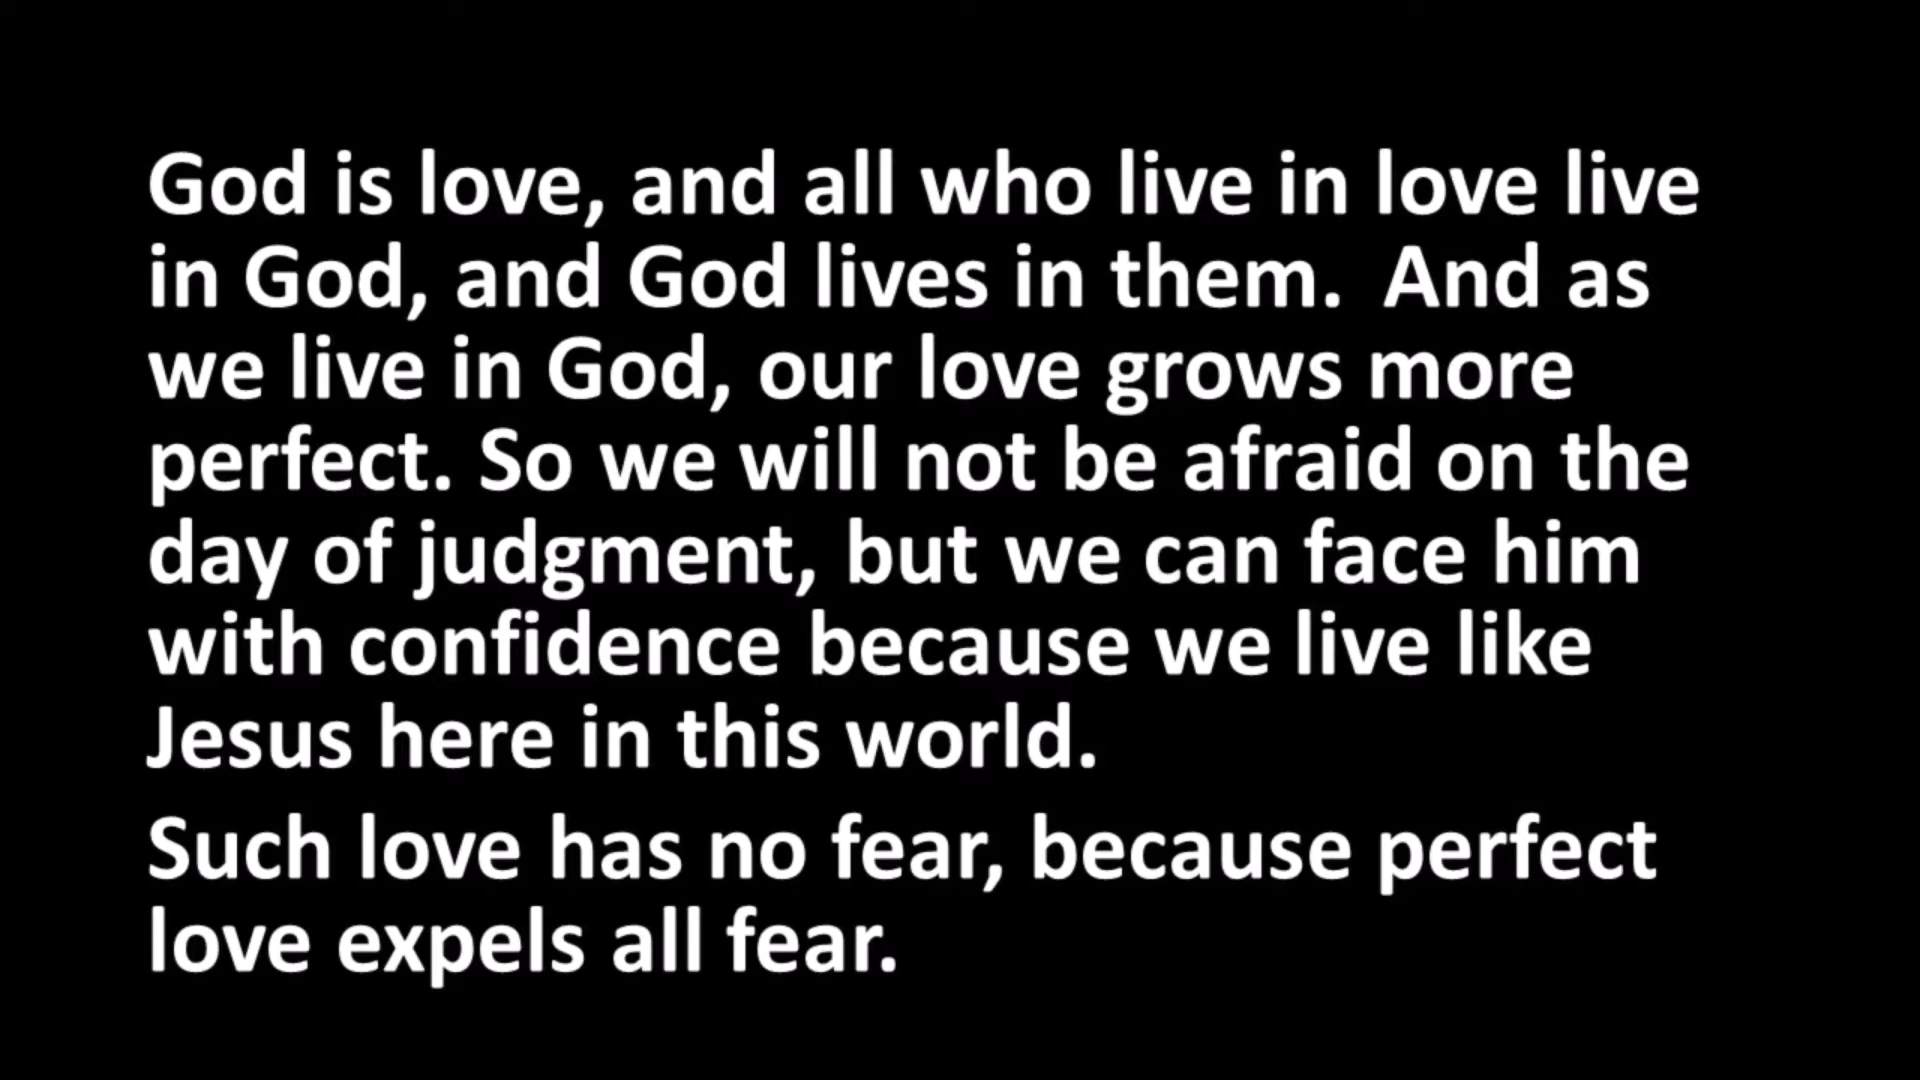 God is love, and all who live in love live
in God, and God lives in them.  And as
we live in God, our love grows more
perfect. So we will not be afraid on the
day of judgment, but we can face him
with confidence because we live like
Jesus here in this world.
Such love has no fear, because perfect
love expels all fear.